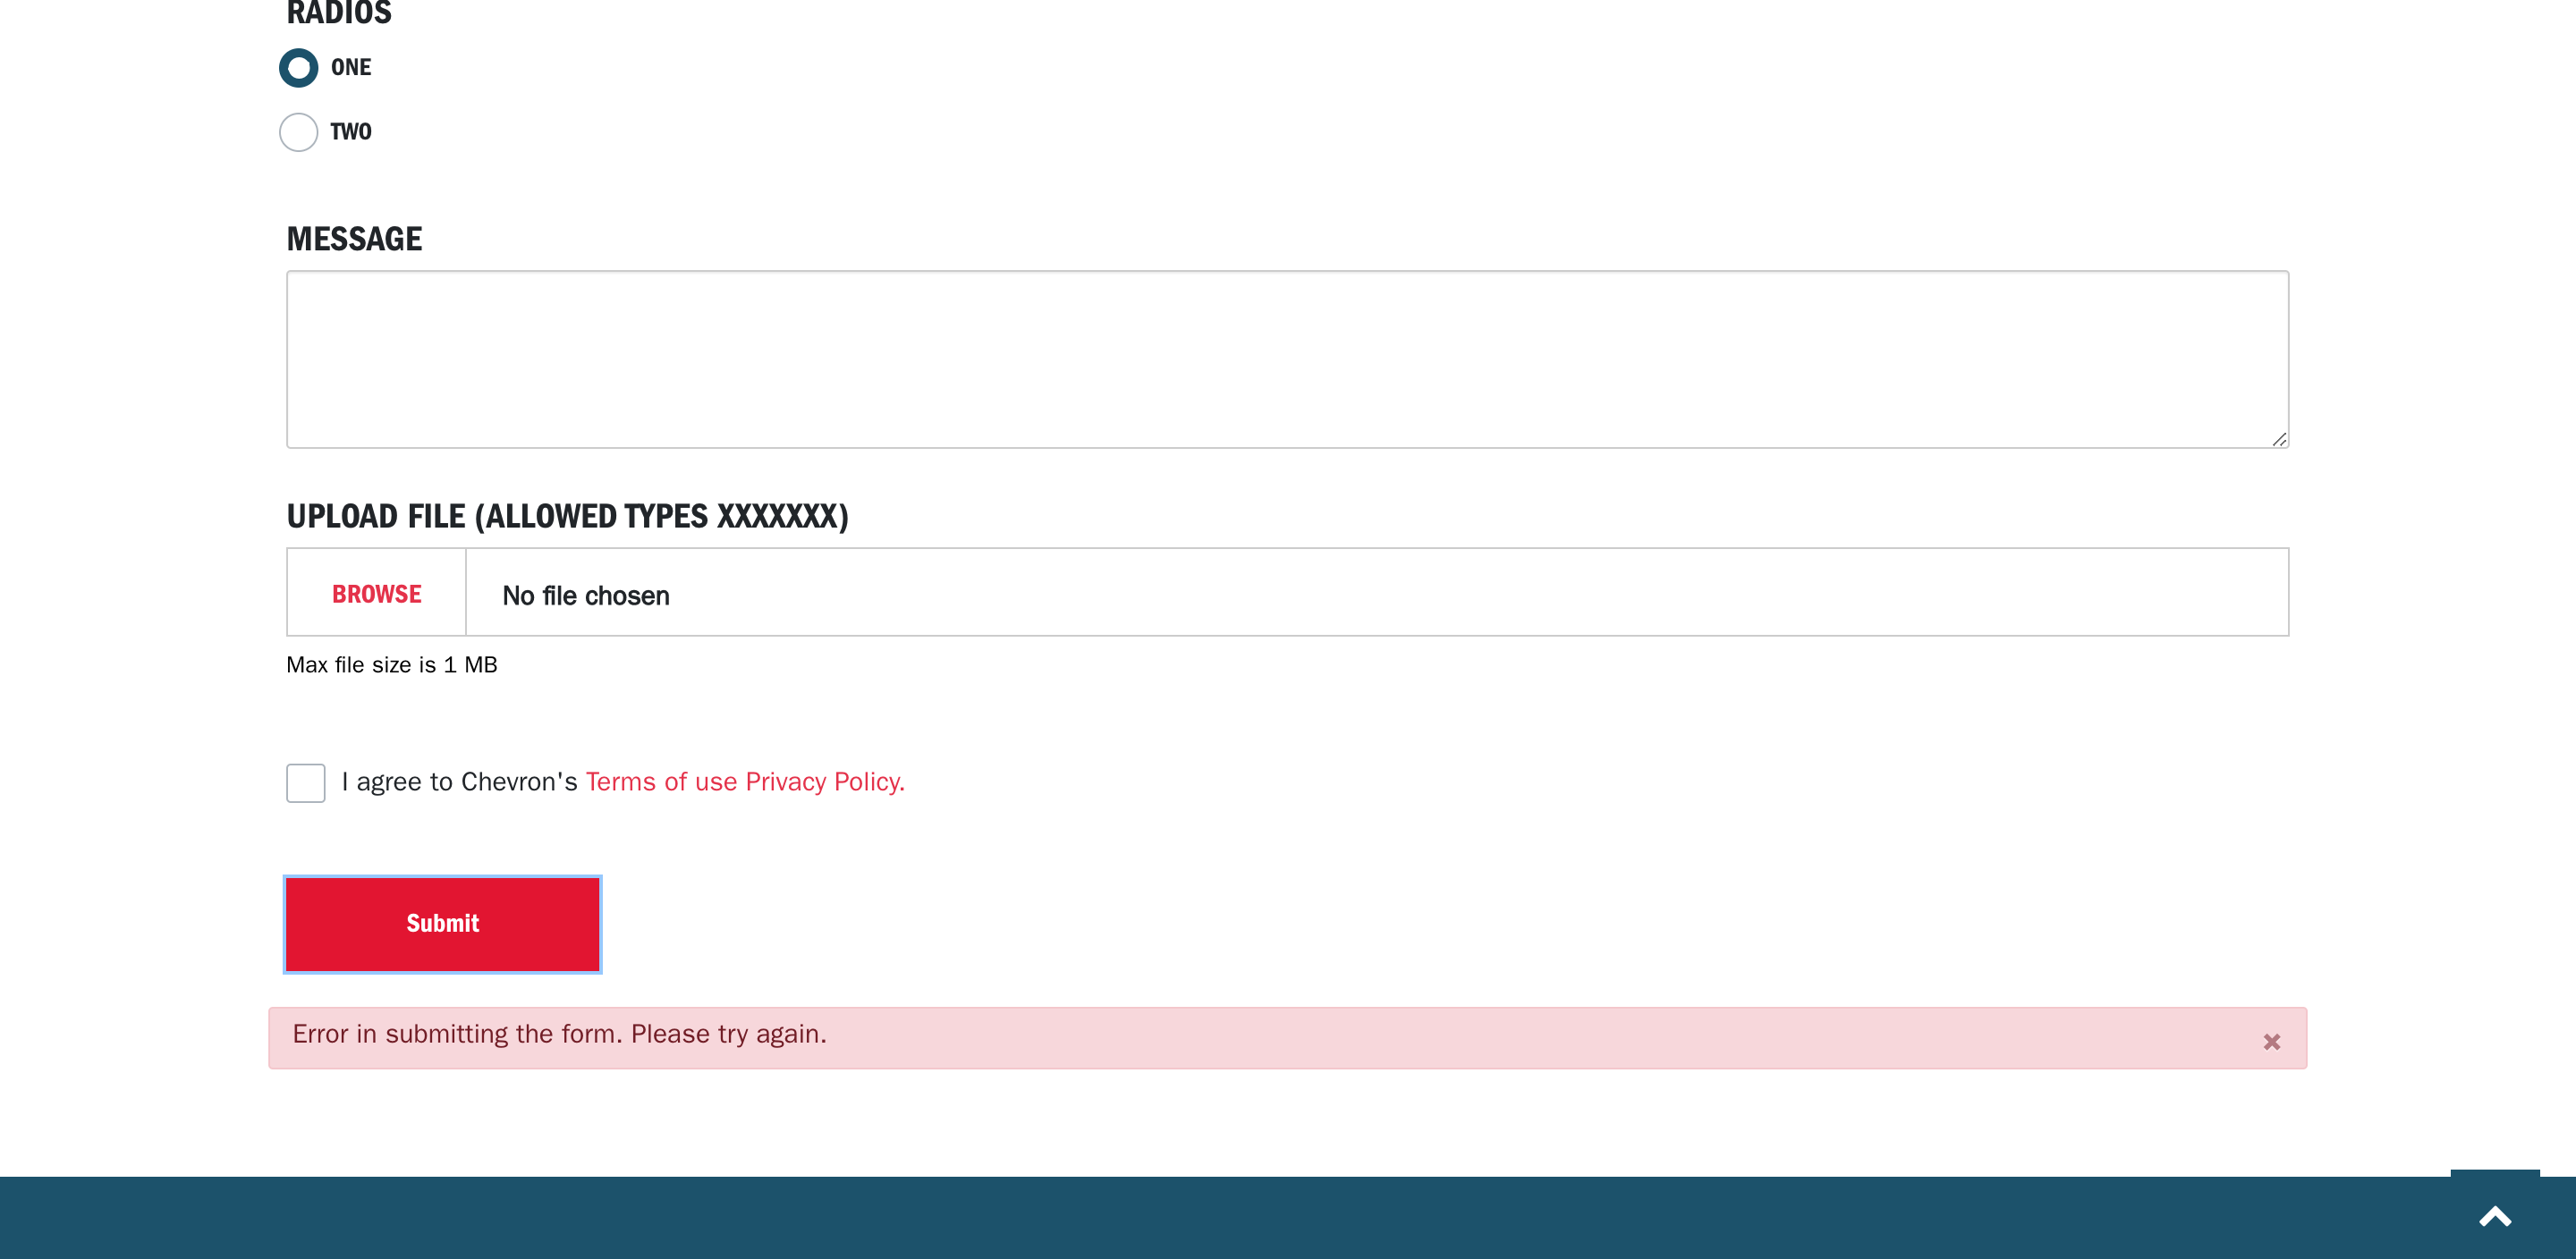 RADIOS
ONE
TWO
MESSAGE
UPLOAD FILE (ALLOWED TYPES XXXXXXX)
BROWSE No file chosen
Max file size is 1 MB
I agree to Chevron's Terms of use Privacy Policy.
Submit
Error in submitting the form. Please try again.